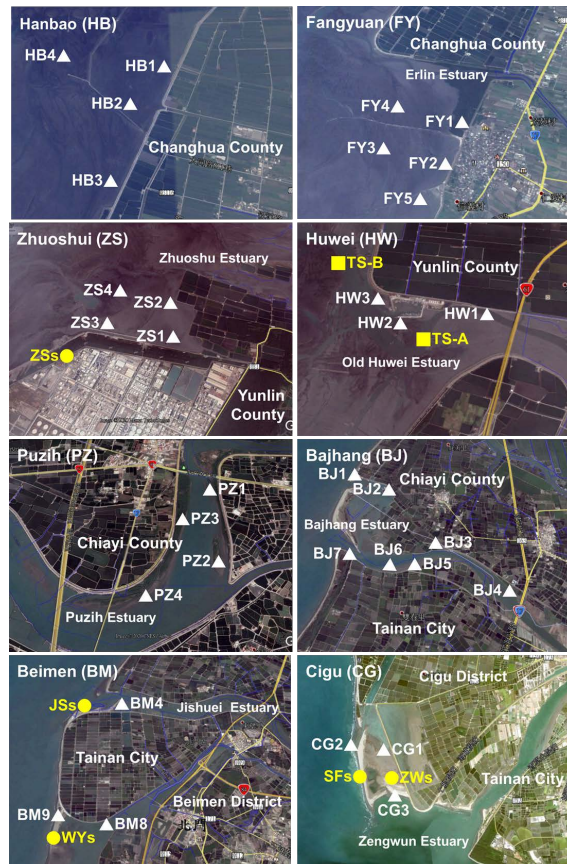 Hanbao (HB)
HB4
HB1
HB2
HB3
Changhua County
Fangyuan (FY)
Changhua County
Erlin Estuary
FY4
FY1
FY3
FY2
FY5
Zhuoshui (ZS)
Zhuoshu Estuary
ZS4
ZS2
ZS3
ZS1
ZSs
Yunlin
County
Huwei (HW)
TS-B
Yunlin County
HW3
HW1
HW2
TS-A
Old Huwei Estuary
Puzih (PZ)
PZ1
PZ3
Chiayi County
PZ2
PZ4
Puzih Estuary
Bajhang (BJ)
BJ1
Chiayi County
BJ2
Bajhang Estuary
BJ3
BJ7
BJ6
BJ5
BJ4
Tainan City
Beimen (BM)
JSs
BM4
Jishuei Estuary
Tainan City
Beimen District
BM9
BM8
WYs
Cigu (CG)
Cigu District
CG2
CG1
SFs
ZWs
Tainan City
CG3
Zengwun Estuary